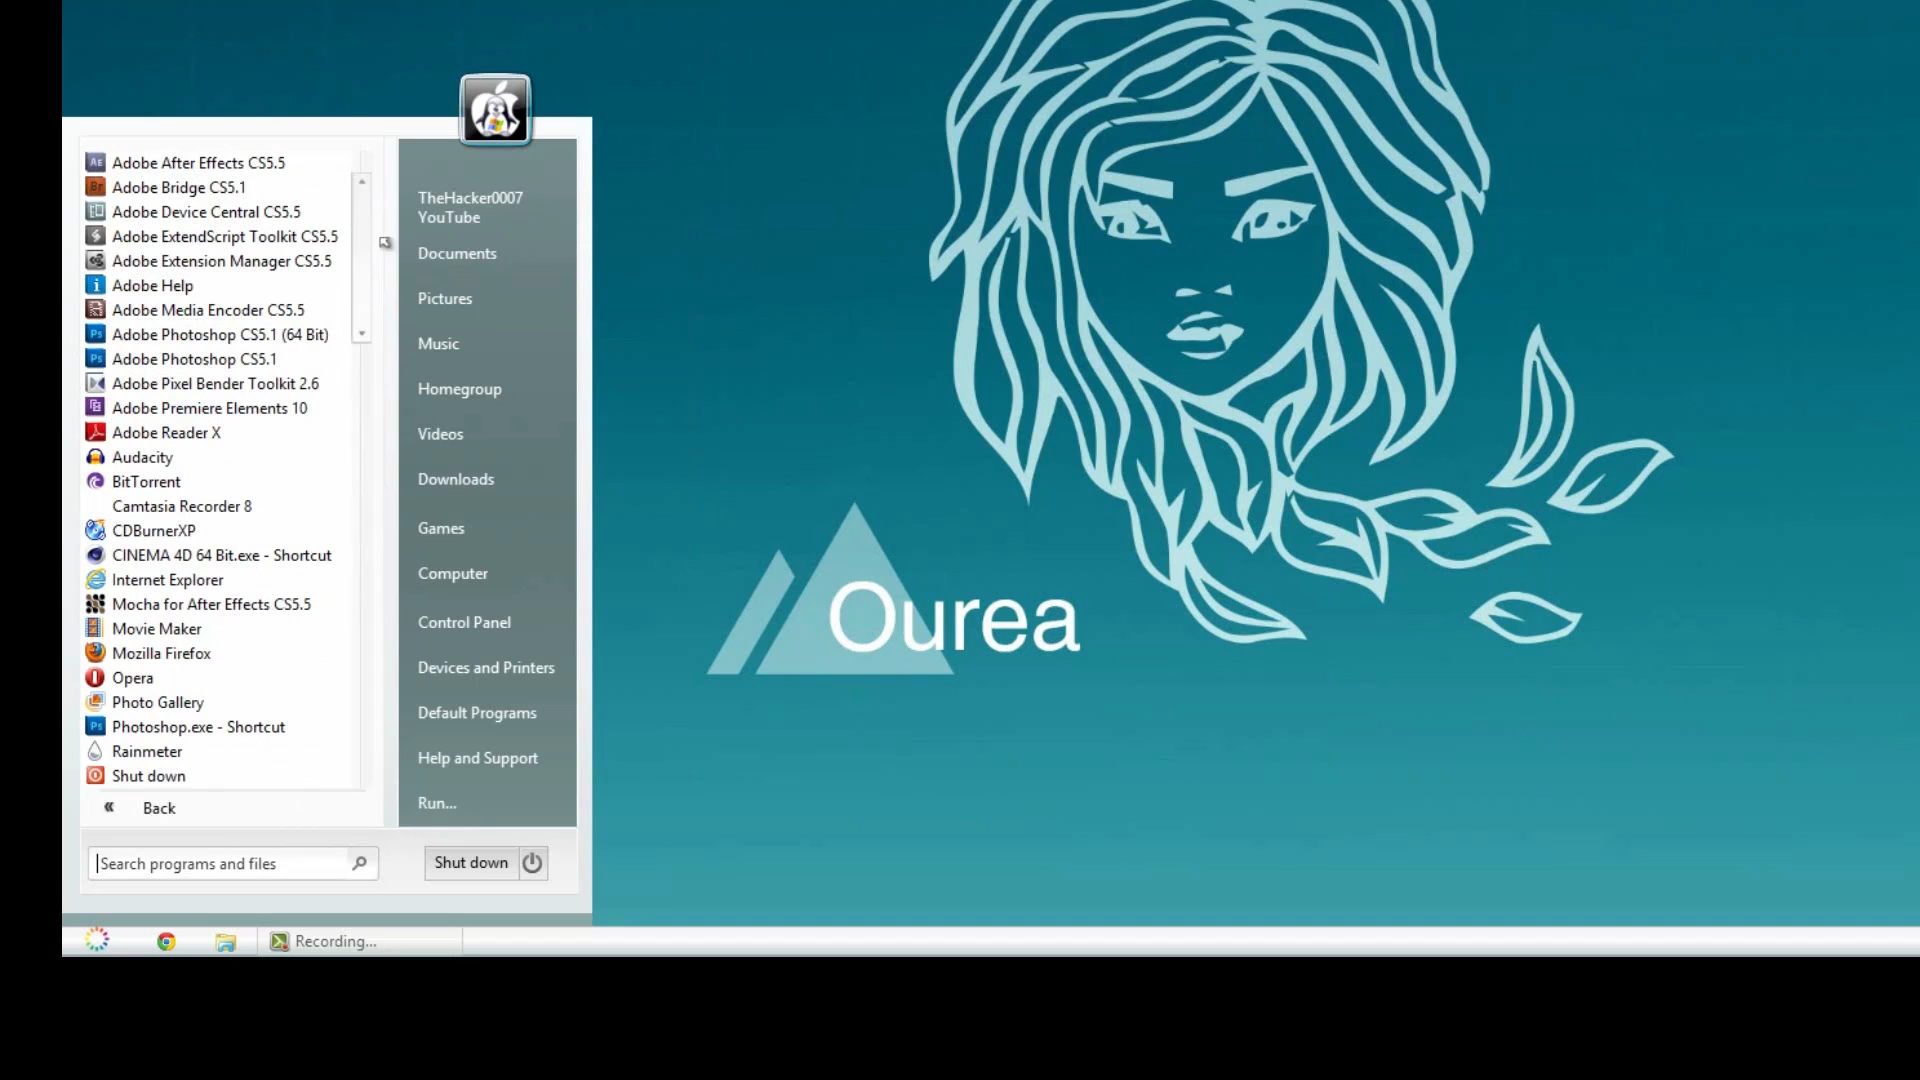 Adobe After Effects CS5.5
Adobe Bridge CS5.1
Adobe Device Central CS5.5
Adobe ExtendScript Toolkit CS5.5
Adobe Extension Manager CS5.5
Adobe Help
Adobe Media Encoder CS5.5
Adobe Photoshop CS5.1 (64 Bit)
Adobe Photoshop CS5.1
Adobe Pixel Bender Toolkit 2.6
Adobe Premiere Elements 10
Adobe Reader X
Audacity
BitTorrent
Camtasia Recorder 8
CDBurnerXP
CINEMA 4D 64 Bit.exe - Shortcut
Internet Explorer
Mocha for After Effects CS5.5
Movie Maker
Mozilla Firefox
Opera
Photo Gallery
Photoshop.exe - Shortcut
Rainmeter
Shut down
Back
Search programs and files
TheHacker0007
YouTube
Documents
Pictures
Music
Homegroup
Videos
Downloads
Games
Computer
Control Panel
Devices and Printers
Default Programs
Help and Support
Run...
Shut down
Ourea
Recording...